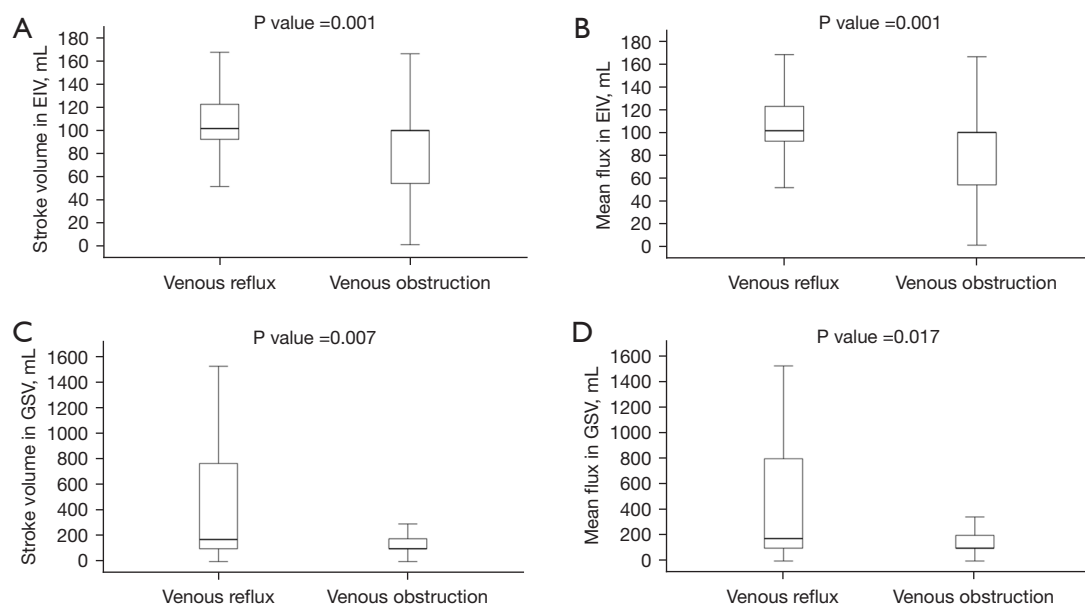 A
P value =0.001
Stroke volume in EIV, mL
180
160
140
120
100
80
60
40
20
0
Venous reflux
Venous obstruction
B
P value =0.001
Mean flux in EIV, mL
180
160
140
120
100
80
60
40
20
0
Venous reflux
Venous obstruction
C
P value =0.007
Stroke volume in GSV, mL
1600
1400
1200
1000
800
600
400
200
0
Venous reflux
Venous obstruction
D
P value =0.017
Mean flux in GSV, mL
1600
1400
1200
1000
800
600
400
200
0
Venous reflux
Venous obstruction